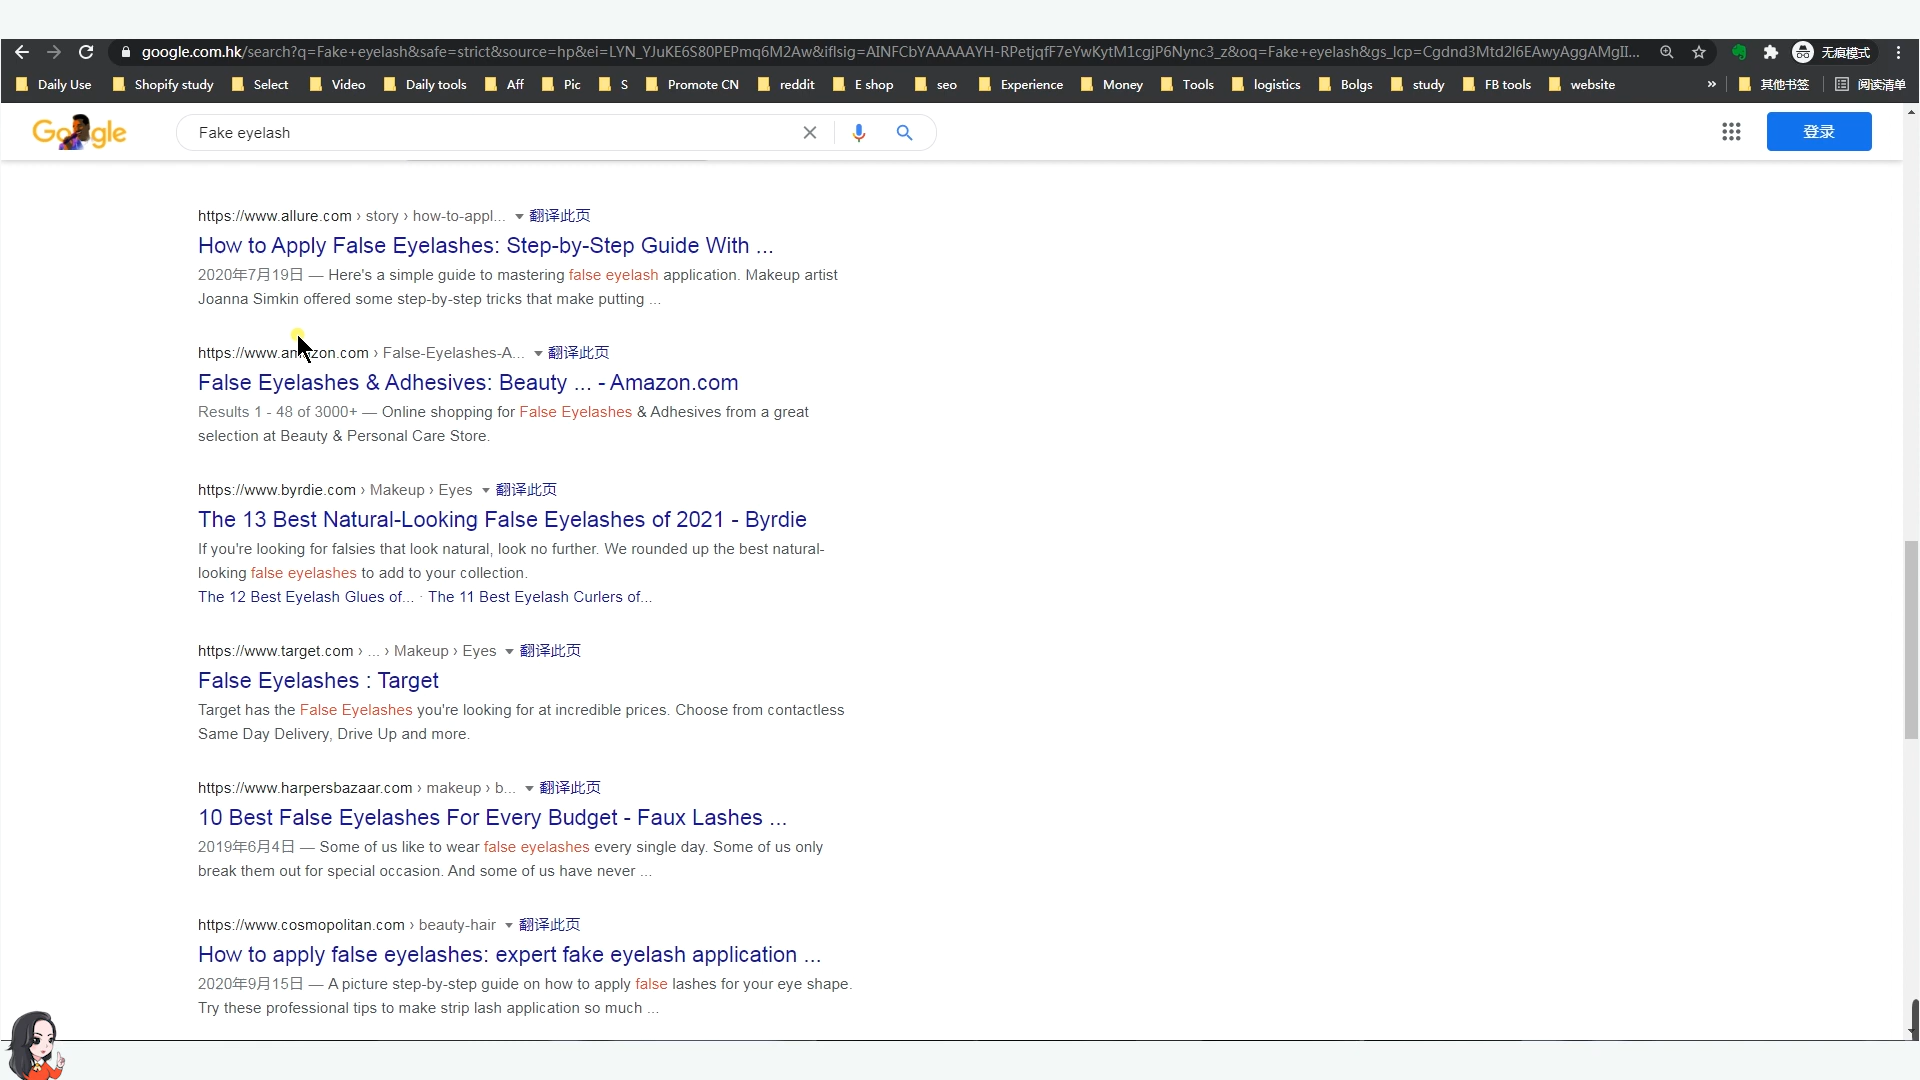 google.com.hk/search?q=Fake+eyelash&safe=strict&source=hp&ei=LYN_YJuKE6S80PEPmq6M2Aw&iflsig=AINFCbYAAAAAYH-RPetjqfF7eYwKytM1cgjP6Nync3_z&oq=Fake+eyelash&gs_lcp=Cgdnd3Mtd2l6EAwyAggAMgII...
无痕模式
Daily Use Shopify study Select Video Daily tools Aff Pic S Promote CN reddit E shop seo Experience Money Tools logistics Bolgs study FB tools website » 其他书签 阅读清单
Google Fake eyelash 登录
https://www.allure.com › story › how-to-appl... 翻译此页
How to Apply False Eyelashes: Step-by-Step Guide With ...
2020年7月19日 — Here's a simple guide to mastering false eyelash application. Makeup artist
Joanna Simkin offered some step-by-step tricks that make putting ...
https://www.amazon.com › False-Eyelashes-A... 翻译此页
False Eyelashes & Adhesives: Beauty ... - Amazon.com
Results 1 - 48 of 3000+ — Online shopping for False Eyelashes & Adhesives from a great
selection at Beauty & Personal Care Store.
https://www.byrdie.com › Makeup › Eyes 翻译此页
The 13 Best Natural-Looking False Eyelashes of 2021 - Byrdie
If you're looking for falsies that look natural, look no further. We rounded up the best natural-
looking false eyelashes to add to your collection.
The 12 Best Eyelash Glues of... · The 11 Best Eyelash Curlers of...
https://www.target.com › ... › Makeup › Eyes 翻译此页
False Eyelashes : Target
Target has the False Eyelashes you're looking for at incredible prices. Choose from contactless
Same Day Delivery, Drive Up and more.
https://www.harpersbazaar.com › makeup › b... 翻译此页
10 Best False Eyelashes For Every Budget - Faux Lashes ...
2019年6月4日 — Some of us like to wear false eyelashes every single day. Some of us only
break them out for special occasion. And some of us have never ...
https://www.cosmopolitan.com › beauty-hair 翻译此页
How to apply false eyelashes: expert fake eyelash application ...
2020年9月15日 — A picture step-by-step guide on how to apply false lashes for your eye shape.
Try these professional tips to make strip lash application so much ...